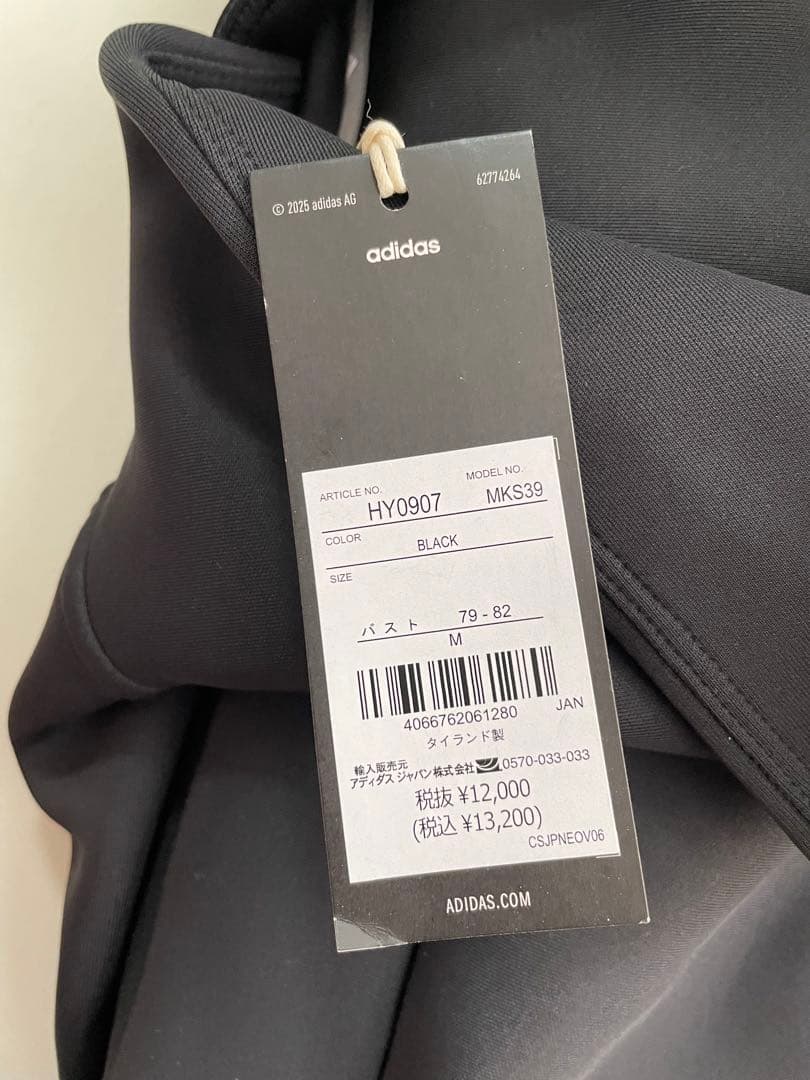 © 2025 adidas AG
62774264
adidas
ARTICLE NO. MODEL NO.
HY0907 MKS39
COLOR
BLACK
SIZE
バスト 79 - 82
M
4066762061280 JAN
タイランド製
輸入販売元
アディダス ジャパン株式会社 0570-033-033
税抜 ¥12,000
(税込 ¥13,200)
CSJPNEOV06
ADIDAS.COM